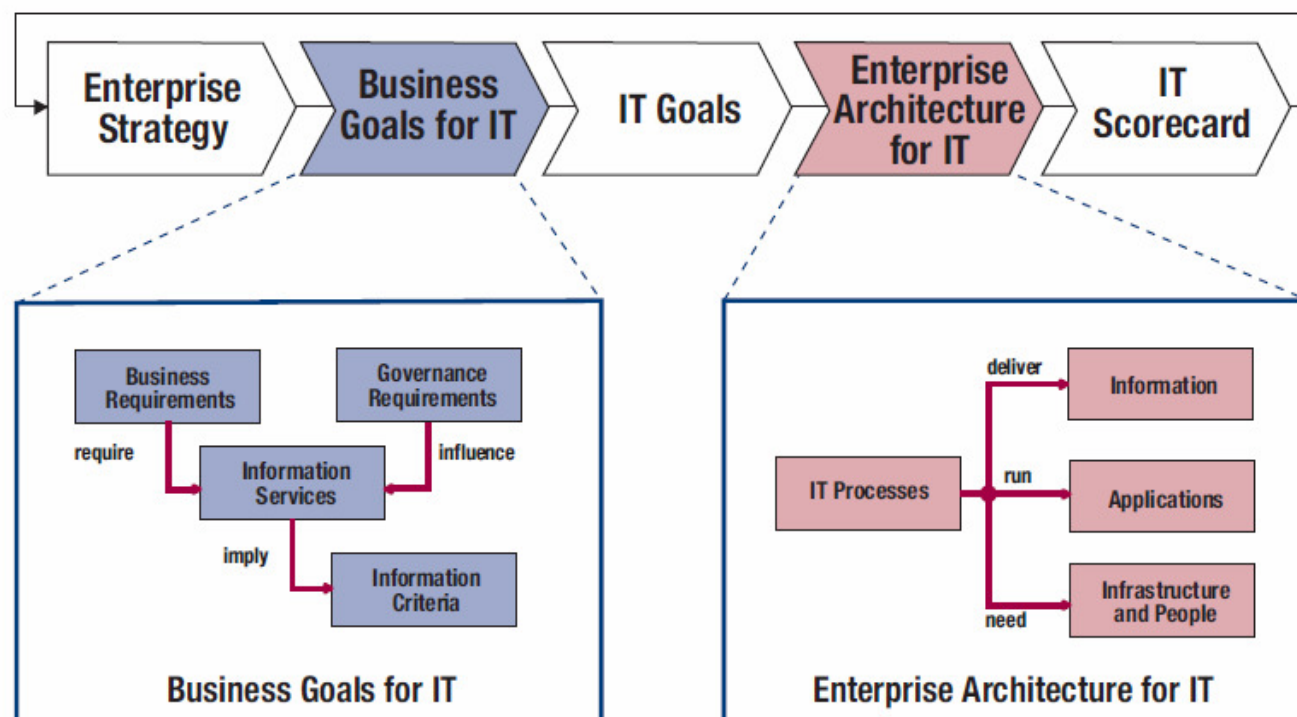 Enterprise
Strategy
Business
Goals for IT
IT Goals
Enterprise
Architecture
for IT
IT
Scorecard
Business
Requirements
Governance
Requirements
require
influence
Information
Services
imply
Information
Criteria
Business Goals for IT
deliver
Information
IT Processes
run
Applications
need
Infrastructure
and People
Enterprise Architecture for IT